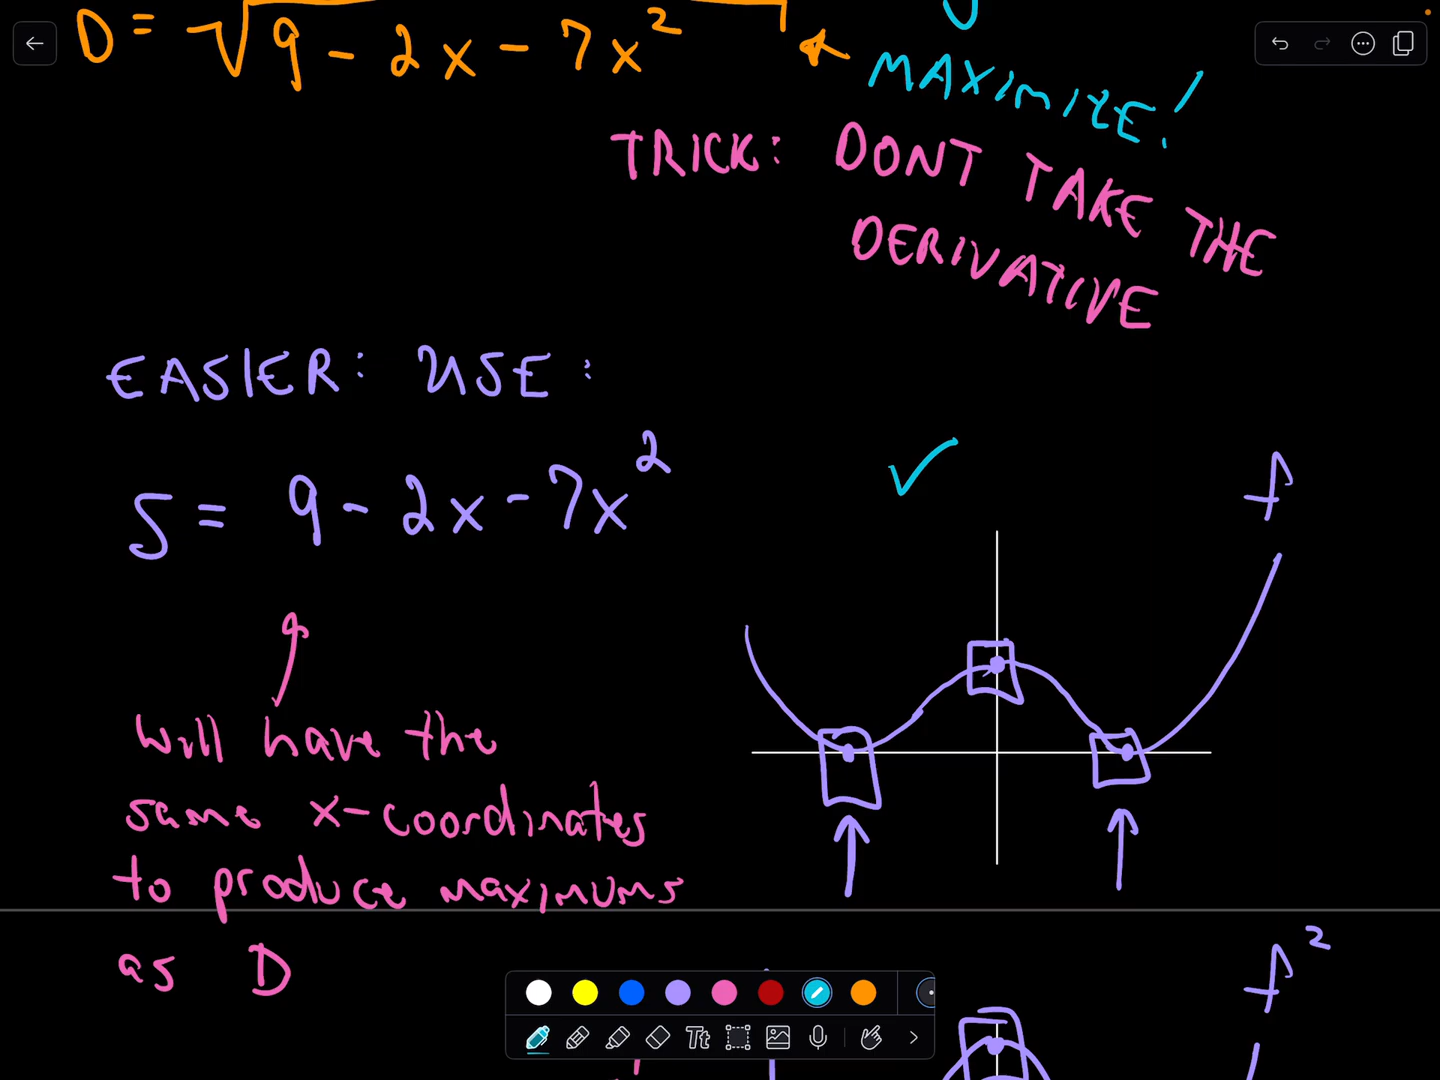 D = √9 - 2x - 7x²
MAXIMIZE!
TRICK: DONT TAKE THE
DERIVATIVE
EASIER: USE:
S = 9 - 2x - 7x²
f
will have the
same x-coordinates
to produce maximums
as D
f²
Tt